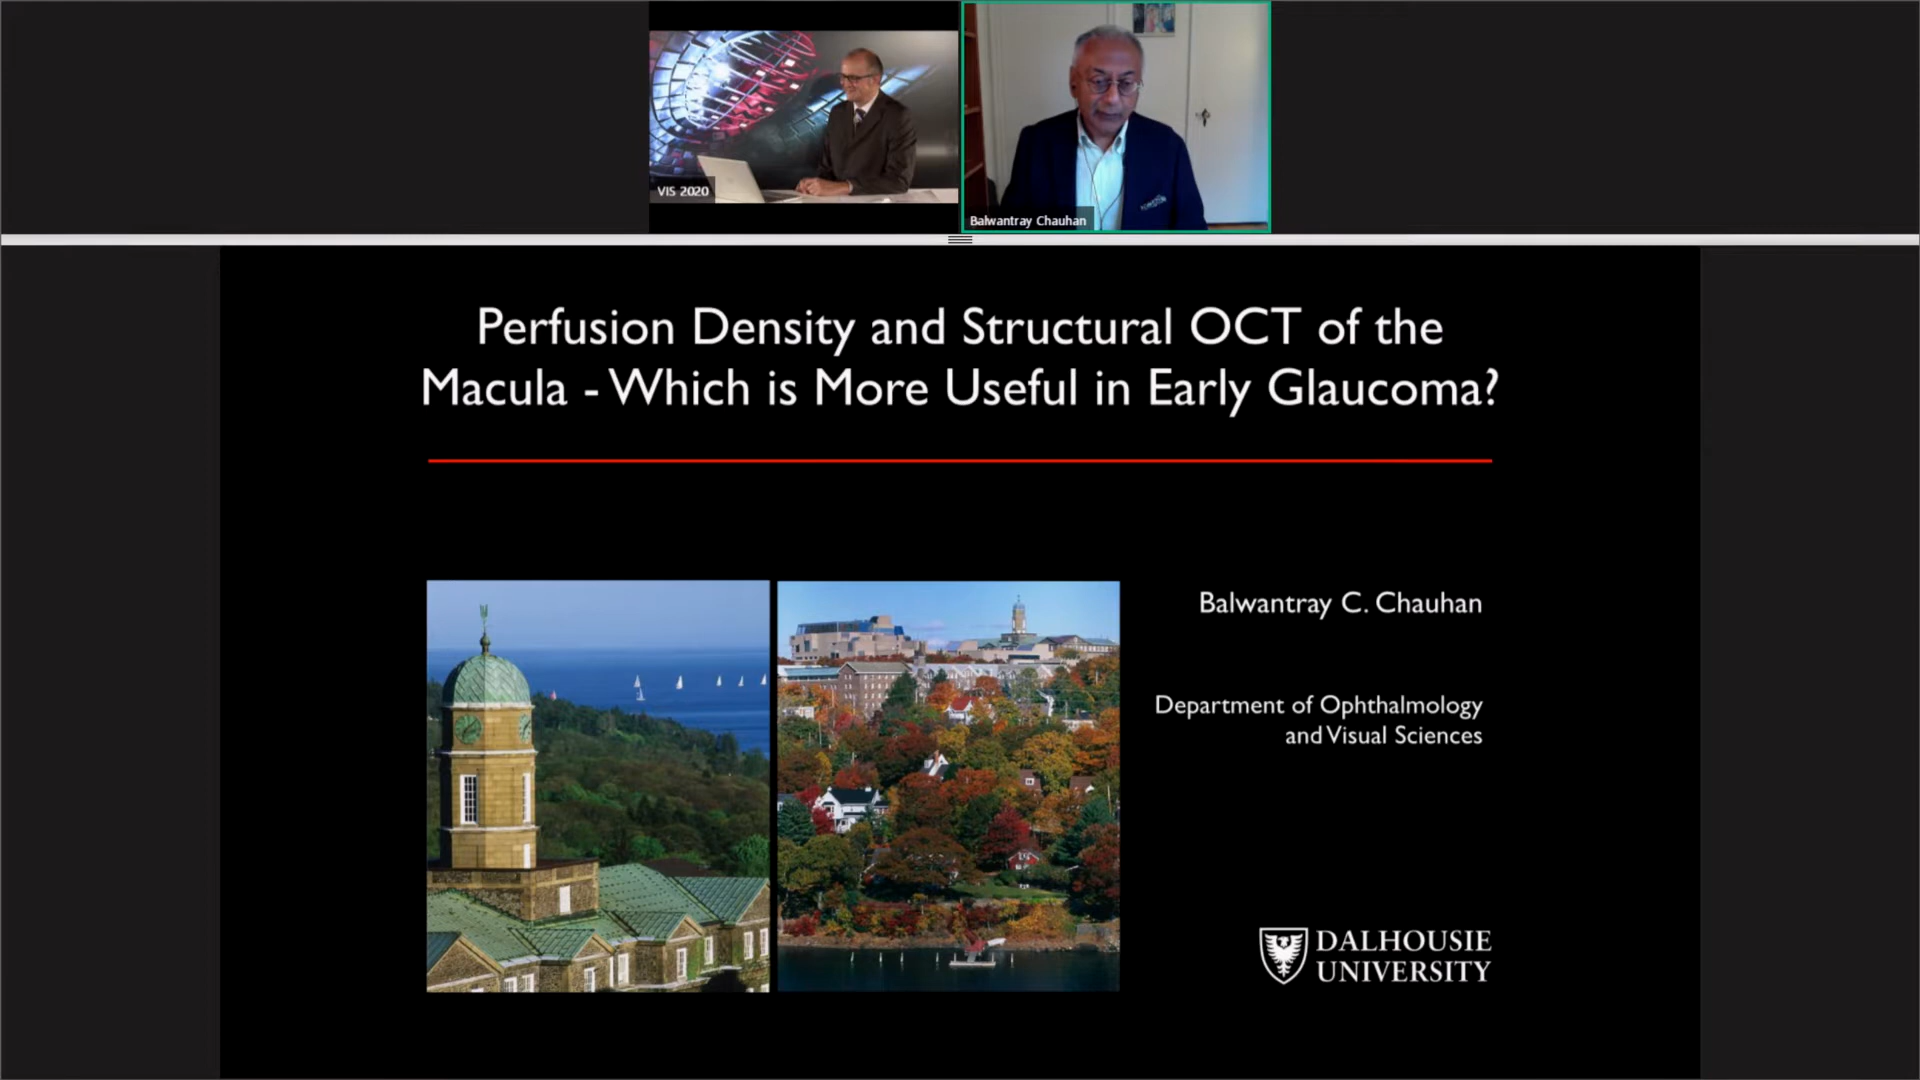 VIS 2020
Balwantray Chauhan
Perfusion Density and Structural OCT of the
Macula - Which is More Useful in Early Glaucoma?
Balwantray C. Chauhan
Department of Ophthalmology
and Visual Sciences
DALHOUSIE
UNIVERSITY